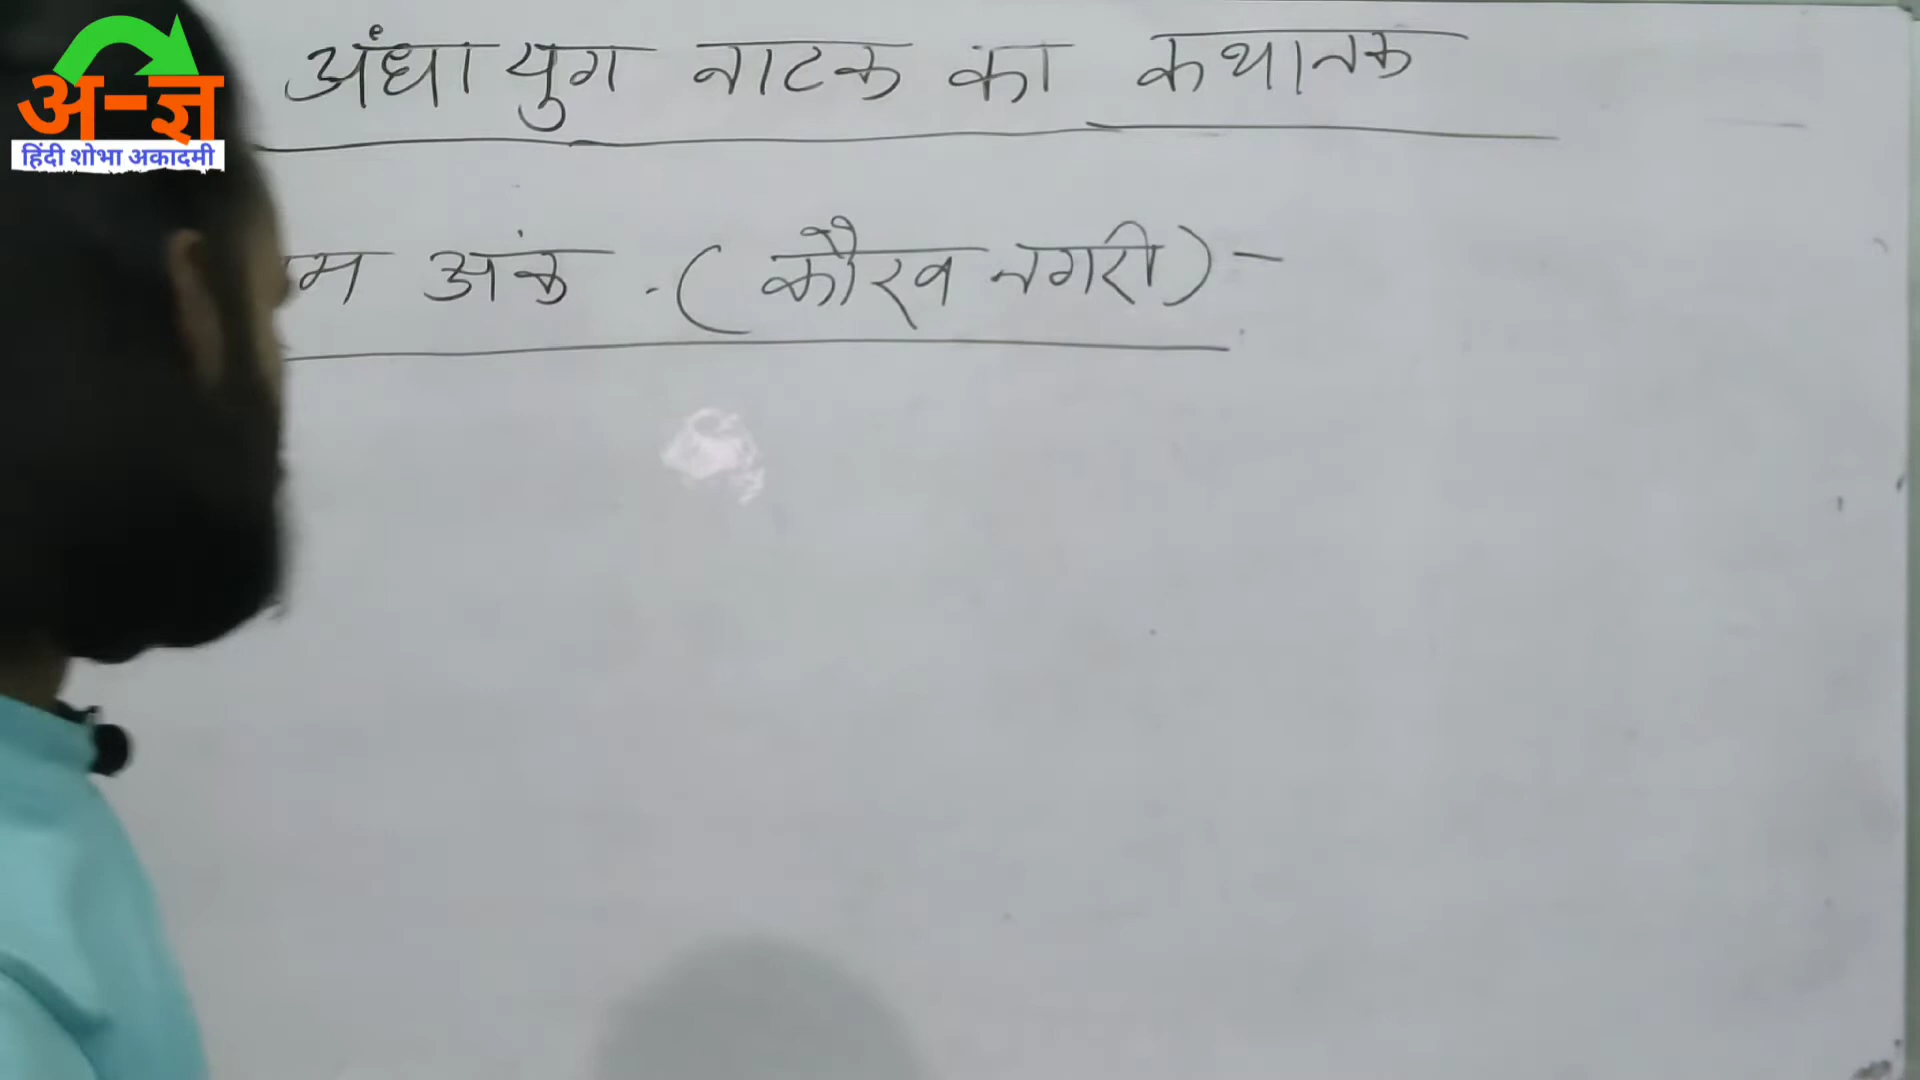 अ-ज्ञ
हिंदी शोभा अकादमी
अंधा युग नाटक का कथानक
अंक (कौरव नगरी) -